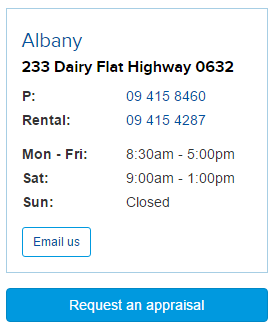 Albany
233 Dairy Flat Highway 0632
P: 09 415 8460
Rental: 09 415 4287
Mon - Fri: 8:30am - 5:00pm
Sat: 9:00am - 1:00pm
Sun: Closed
Email us
Request an appraisal